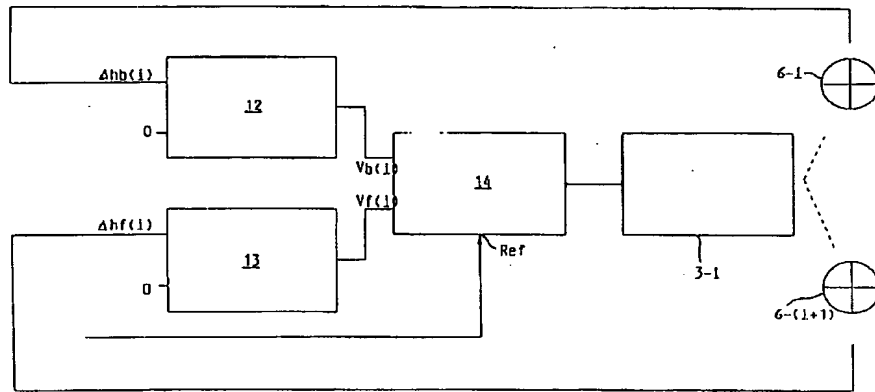 Δhb(i)
12
6-1
0
Vb(i)
14
Vf(i)
Δhf(i)
13
Ref
3-1
0
6-(i+1)